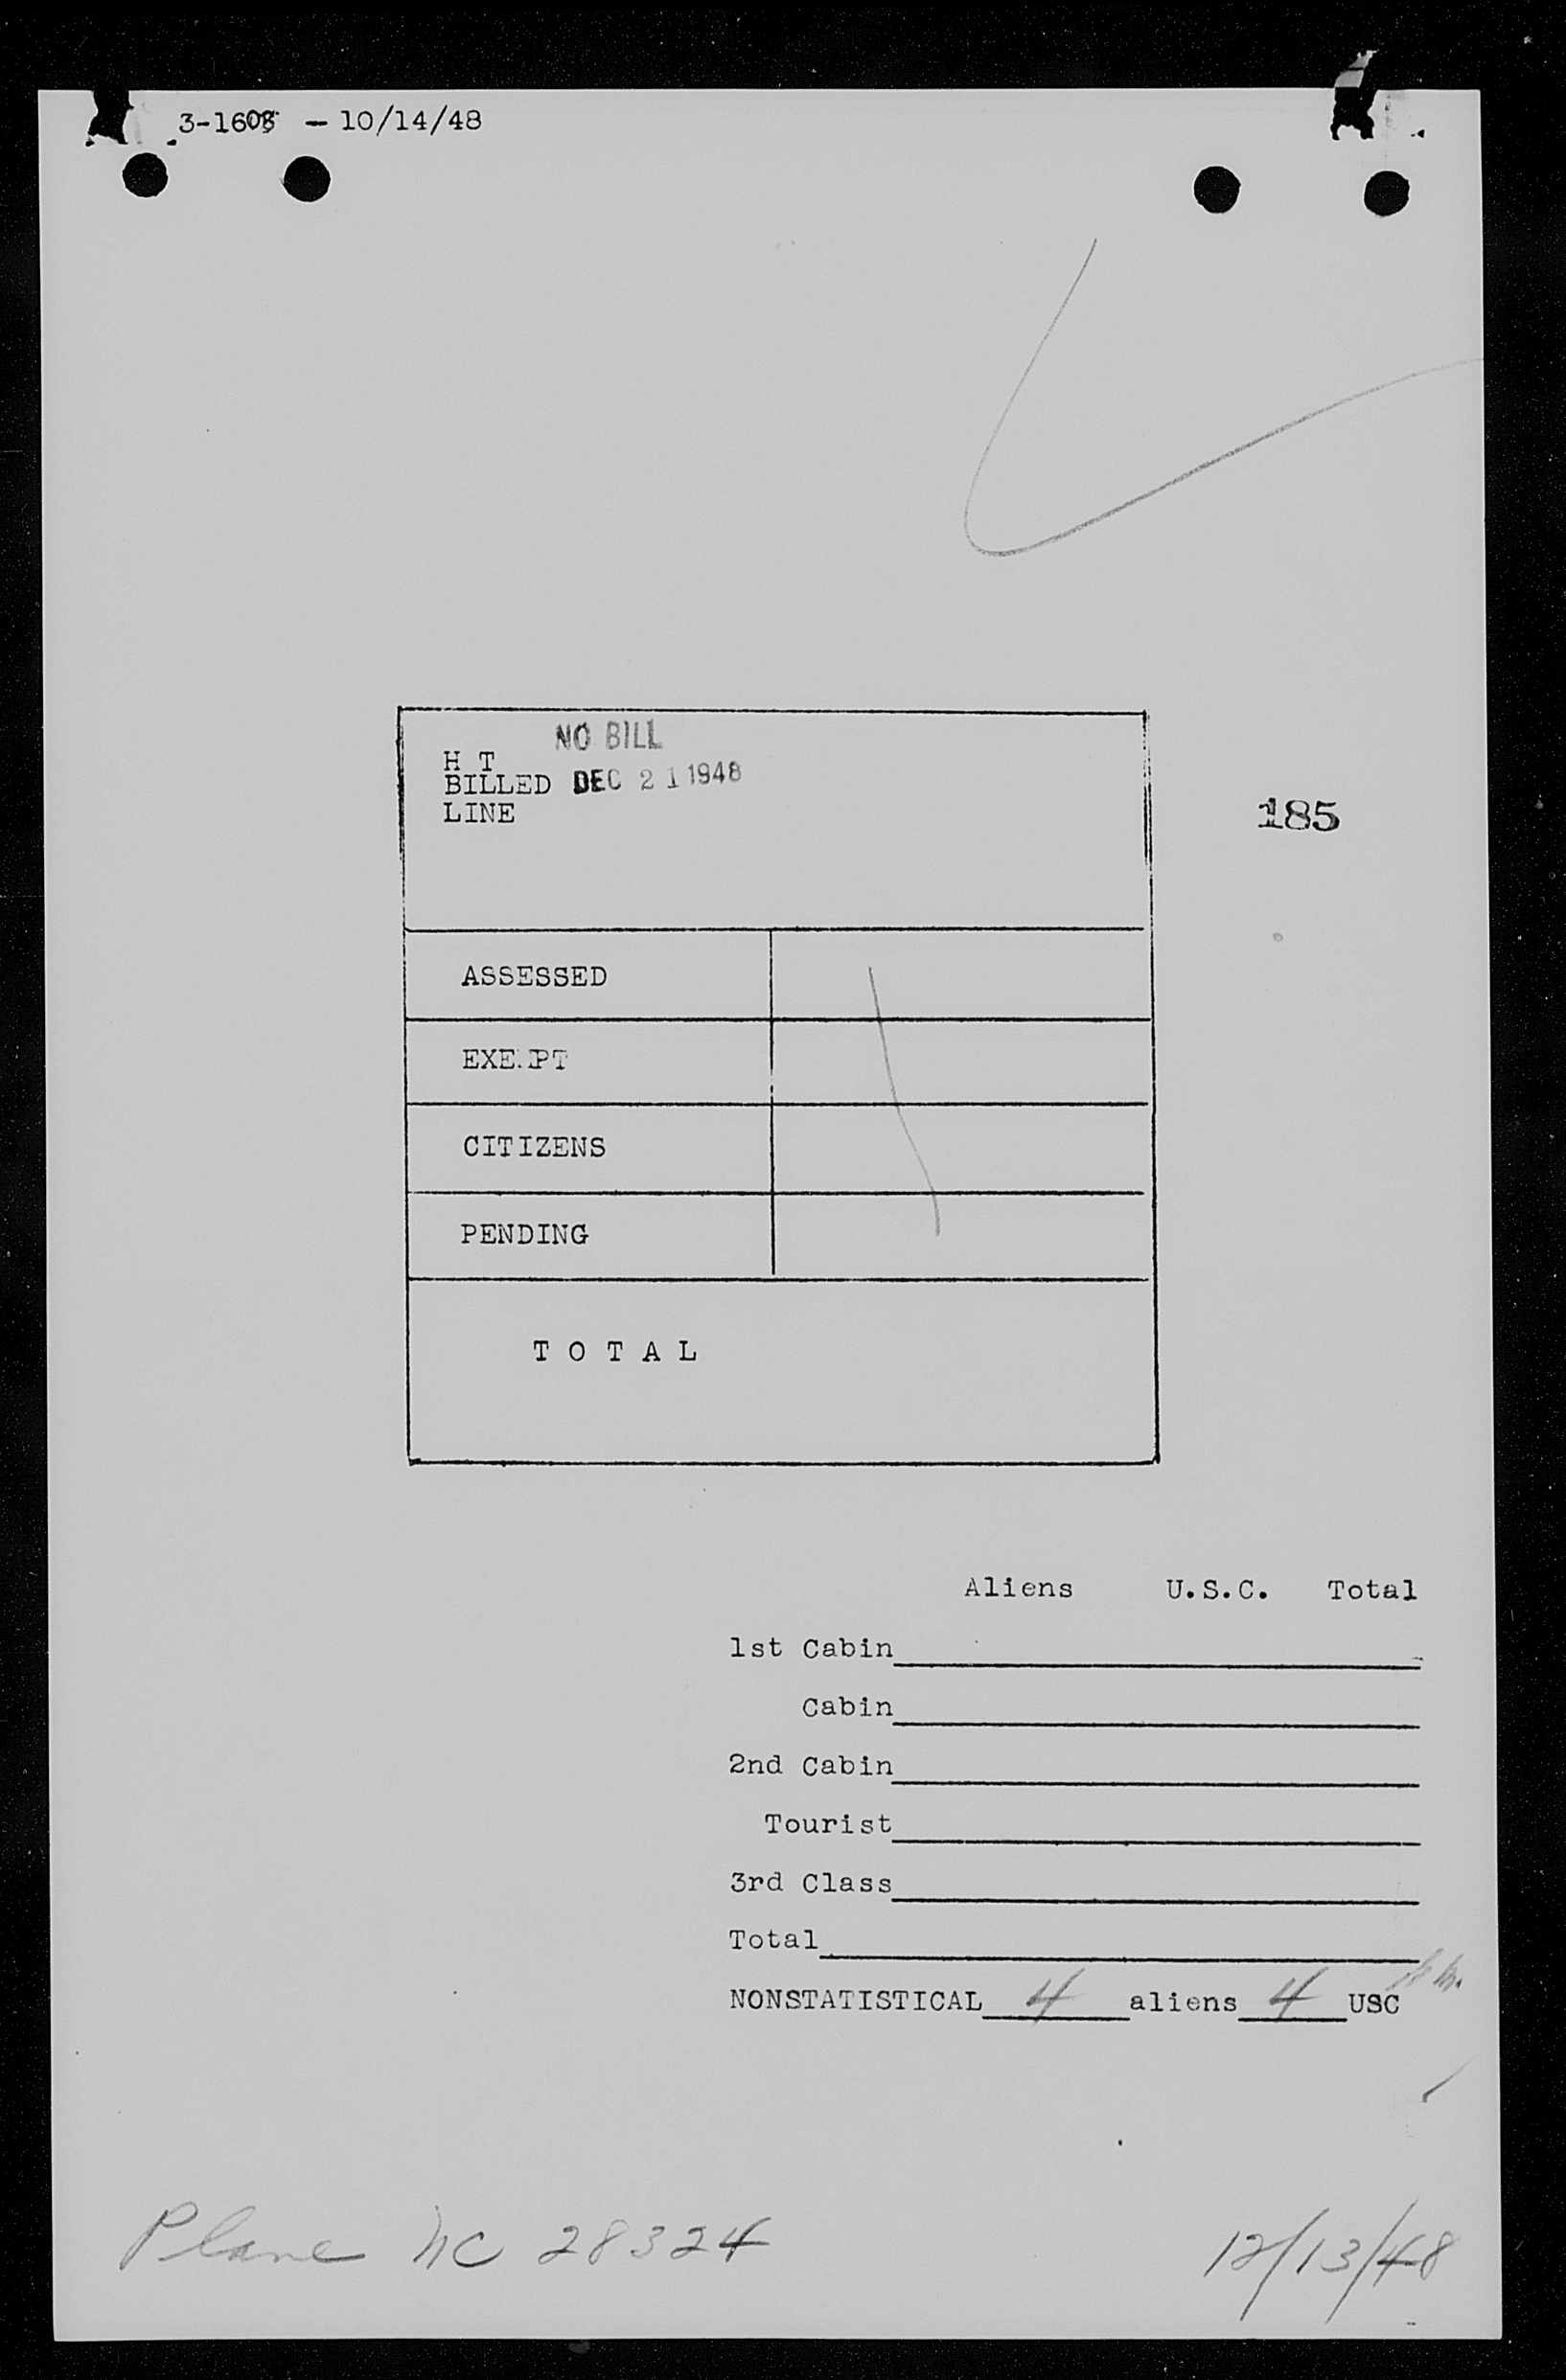 3-1608 - 10/14/48
NO BILL
H T
BILLED DEC 21 1948
LINE
185
ASSESSED
EXE.PT
CITIZENS
PENDING
T O T A L
Aliens U.S.C. Total
1st Cabin
Cabin
2nd Cabin
Tourist
3rd Class
Total
NONSTATISTICAL 4 aliens 4 USC
Plane NC 28324 12/13/48